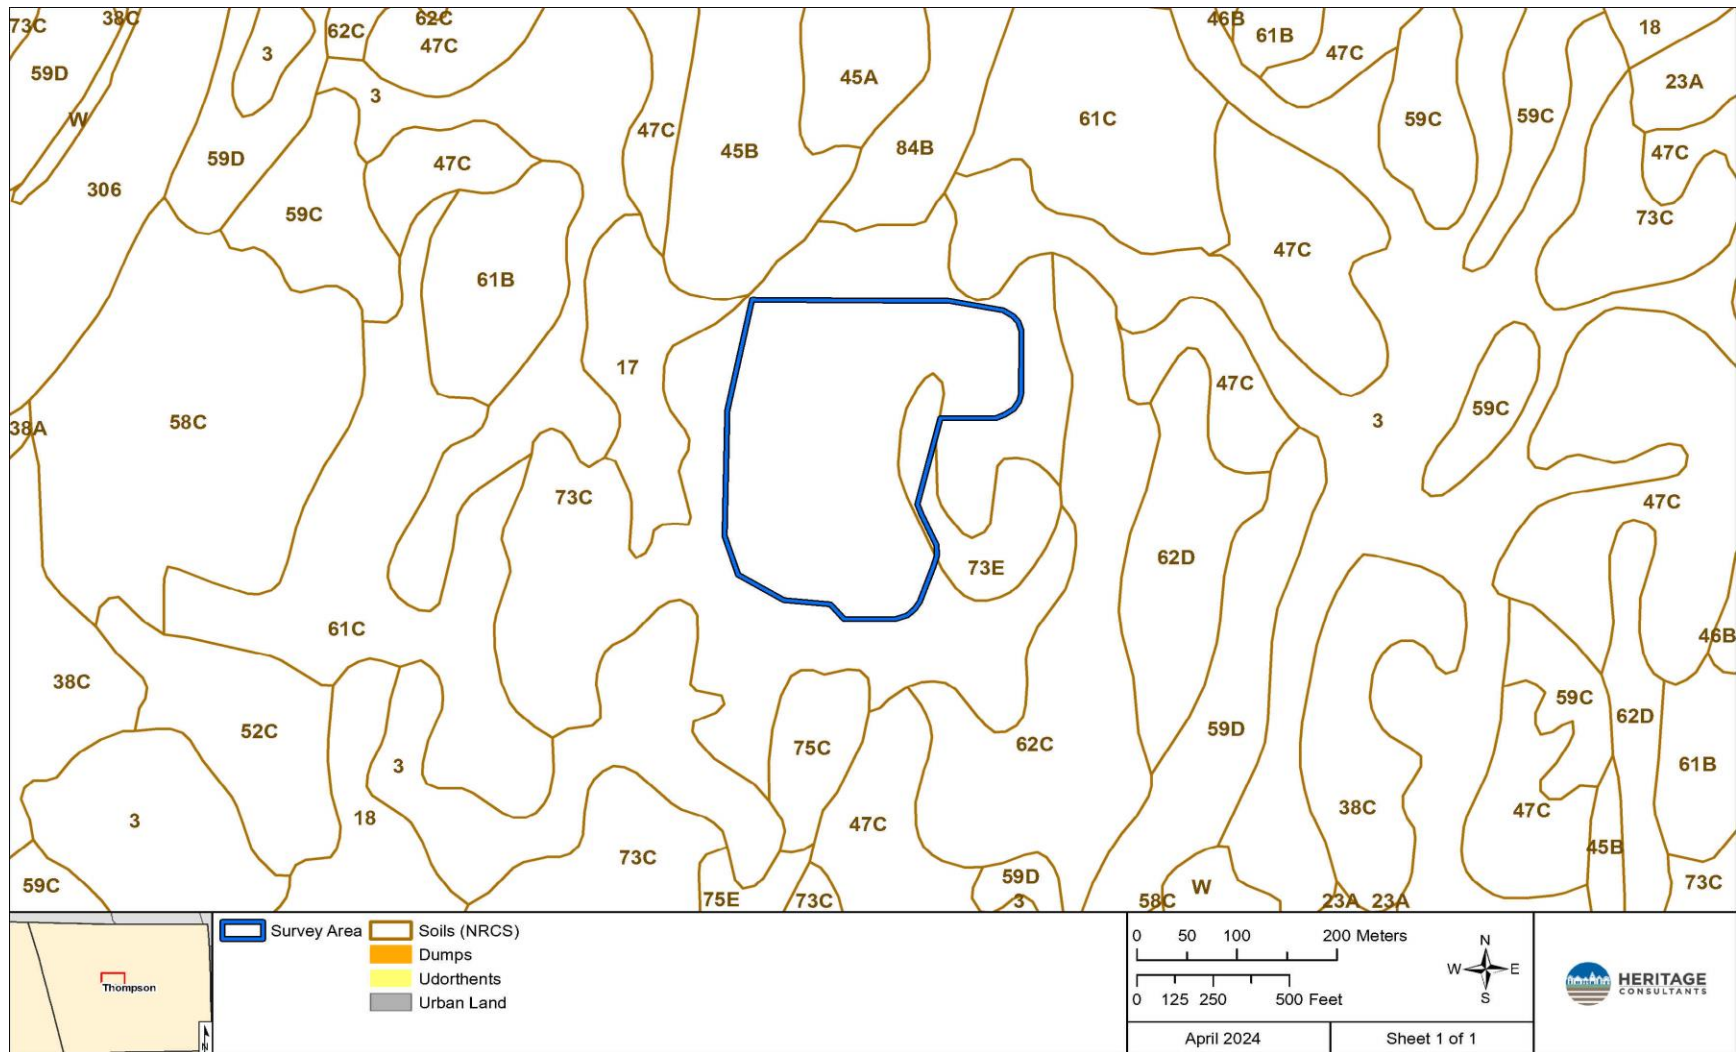 73C
38C
62C
62C
46B
61B
18
47C
3
47C
59D
45A
23A
3
W
47C
61C
59C
59C
45B
84B
59D
47C
47C
306
59C
73C
47C
61B
17
47C
59C
58C
38A
3
73C
47C
73E
62D
61C
46B
38C
59C
52C
62D
59D
75C
62C
3
61B
38C
47C
18
3
47C
45B
73C
59C
59D
73C
W
75E
73C
3
58C
23A
23A
Thompson
N
Survey Area
Soils (NRCS)
Dumps
Udorthents
Urban Land
0 50 100 200 Meters
0 125 250 500 Feet
N
W E
S
April 2024
Sheet 1 of 1
HERITAGE
CONSULTANTS